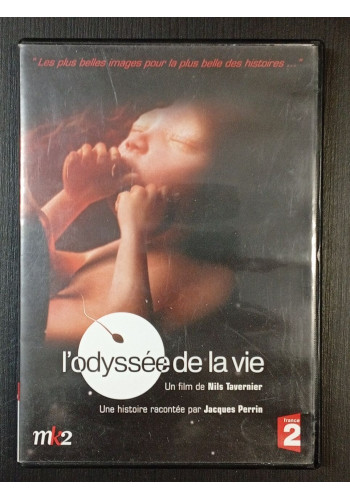 "Les plus belles images pour la plus belle des histoires ..."
l'odyssée de la vie
Un film de Nils Tavernier
Une histoire racontée par Jacques Perrin
mk2
france
2